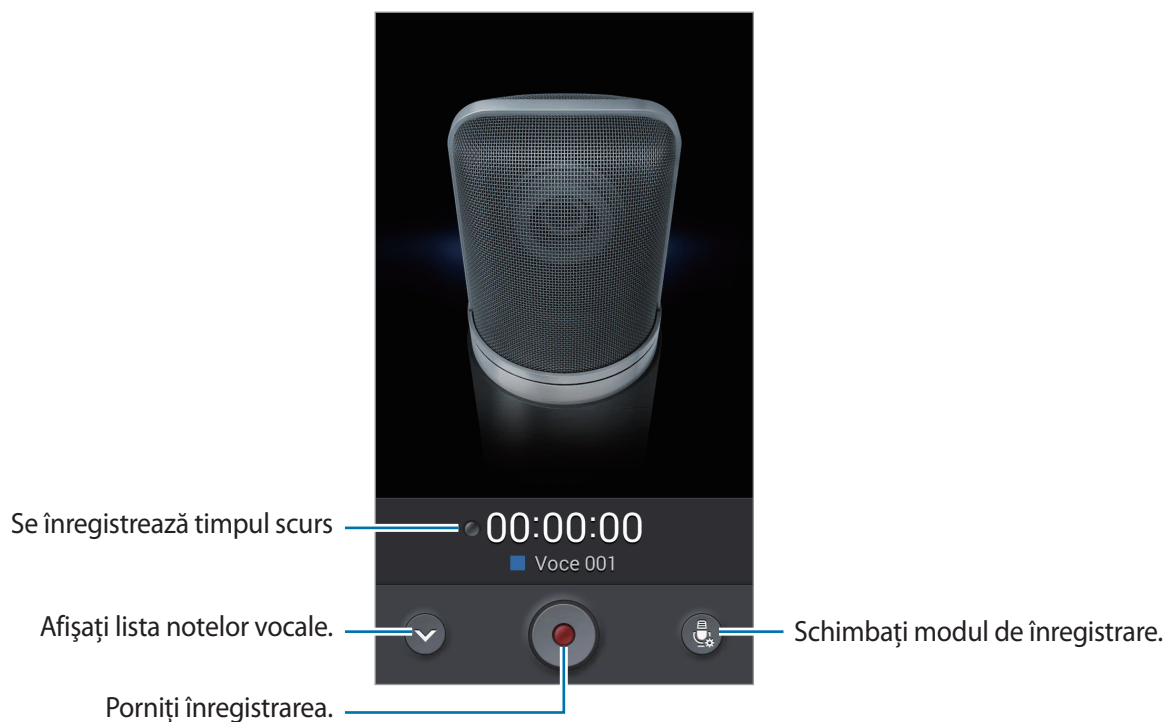 Se înregistrează timpul scurs
00:00:00
Voce 001
Afişaţi lista notelor vocale.
Schimbaţi modul de înregistrare.
Porniţi înregistrarea.